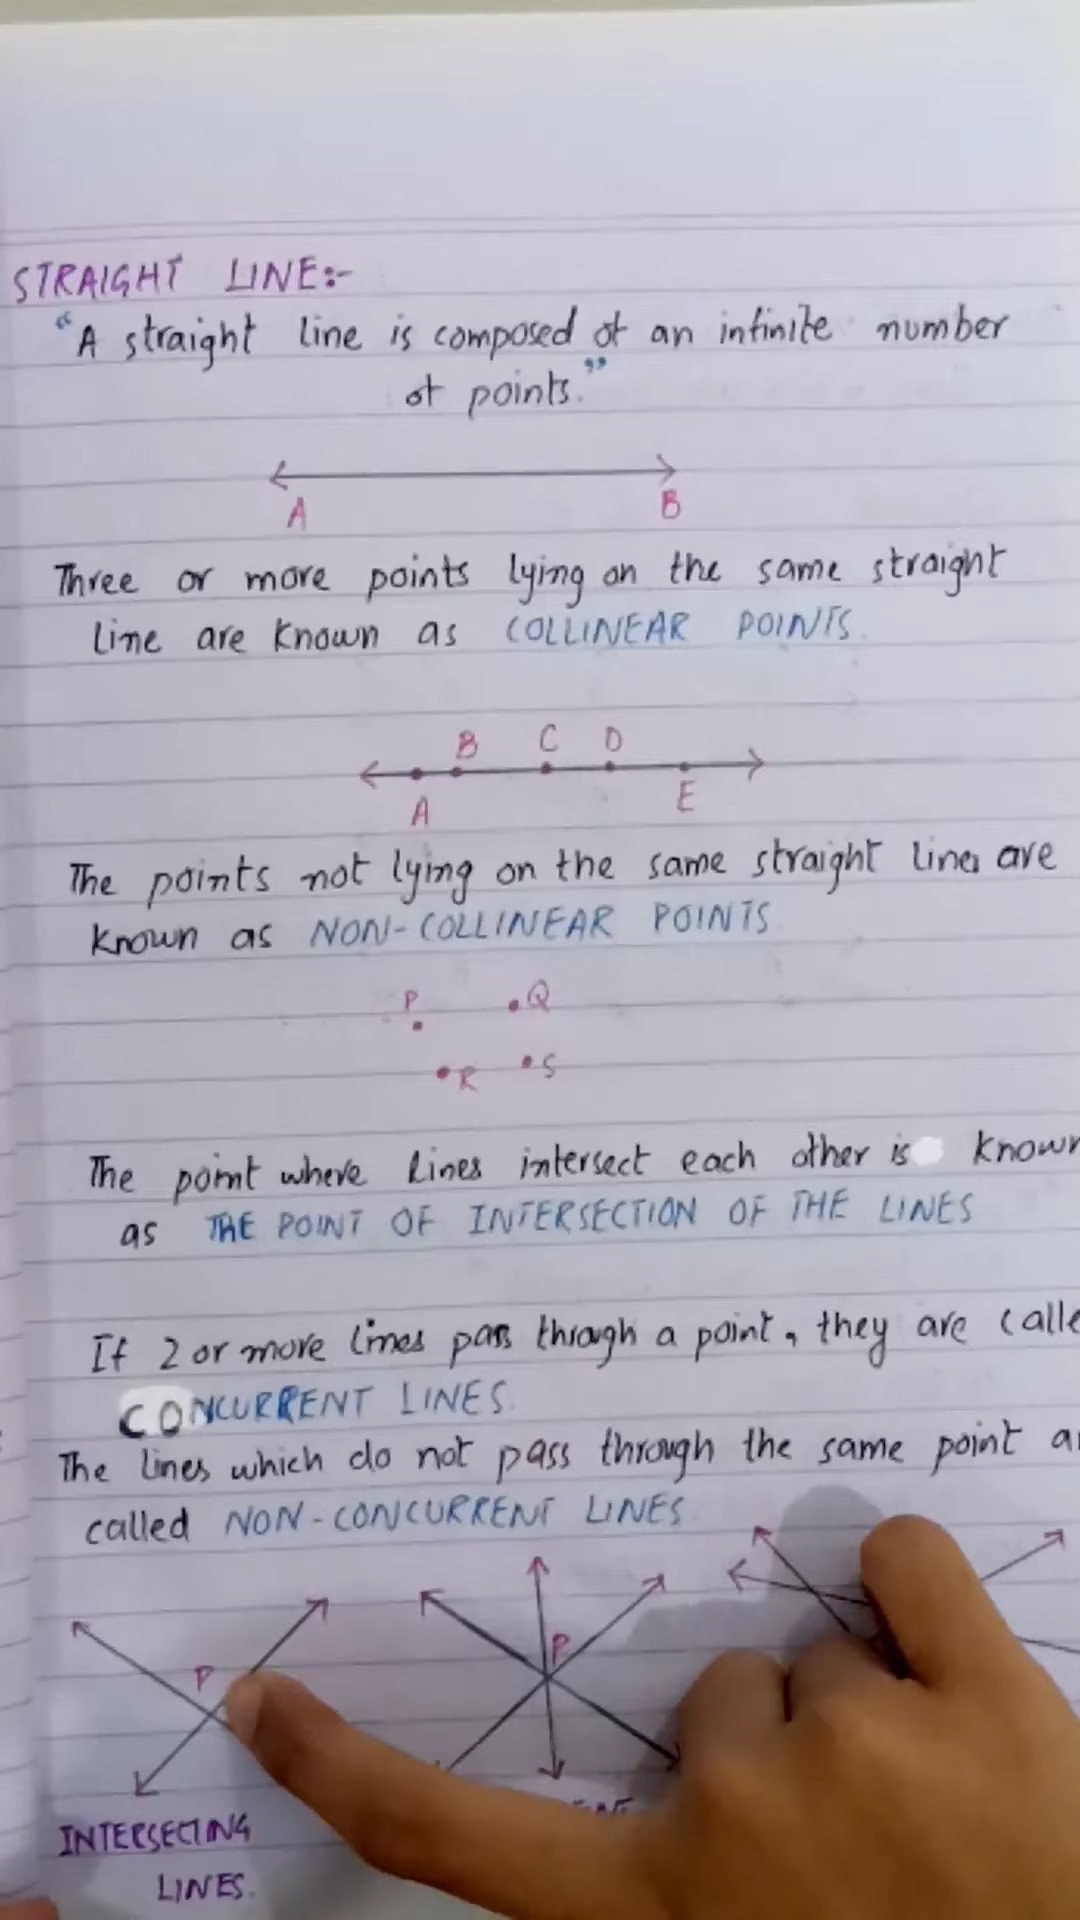 STRAIGHT LINE:-
"A straight line is composed of an infinite number
of points."
A B
Three or more points lying on the same straight
line are known as COLLINEAR POINTS.
B C D
A E
The points not lying on the same straight lines are
known as NON-COLLINEAR POINTS
P Q
R S
The point where lines intersect each other is known
as THE POINT OF INTERSECTION OF THE LINES
If 2 or more lines pass through a point, they are calle
CONCURRENT LINES.
The lines which do not pass through the same point a
called NON-CONCURRENT LINES
P P
INTERSECTING
LINES.